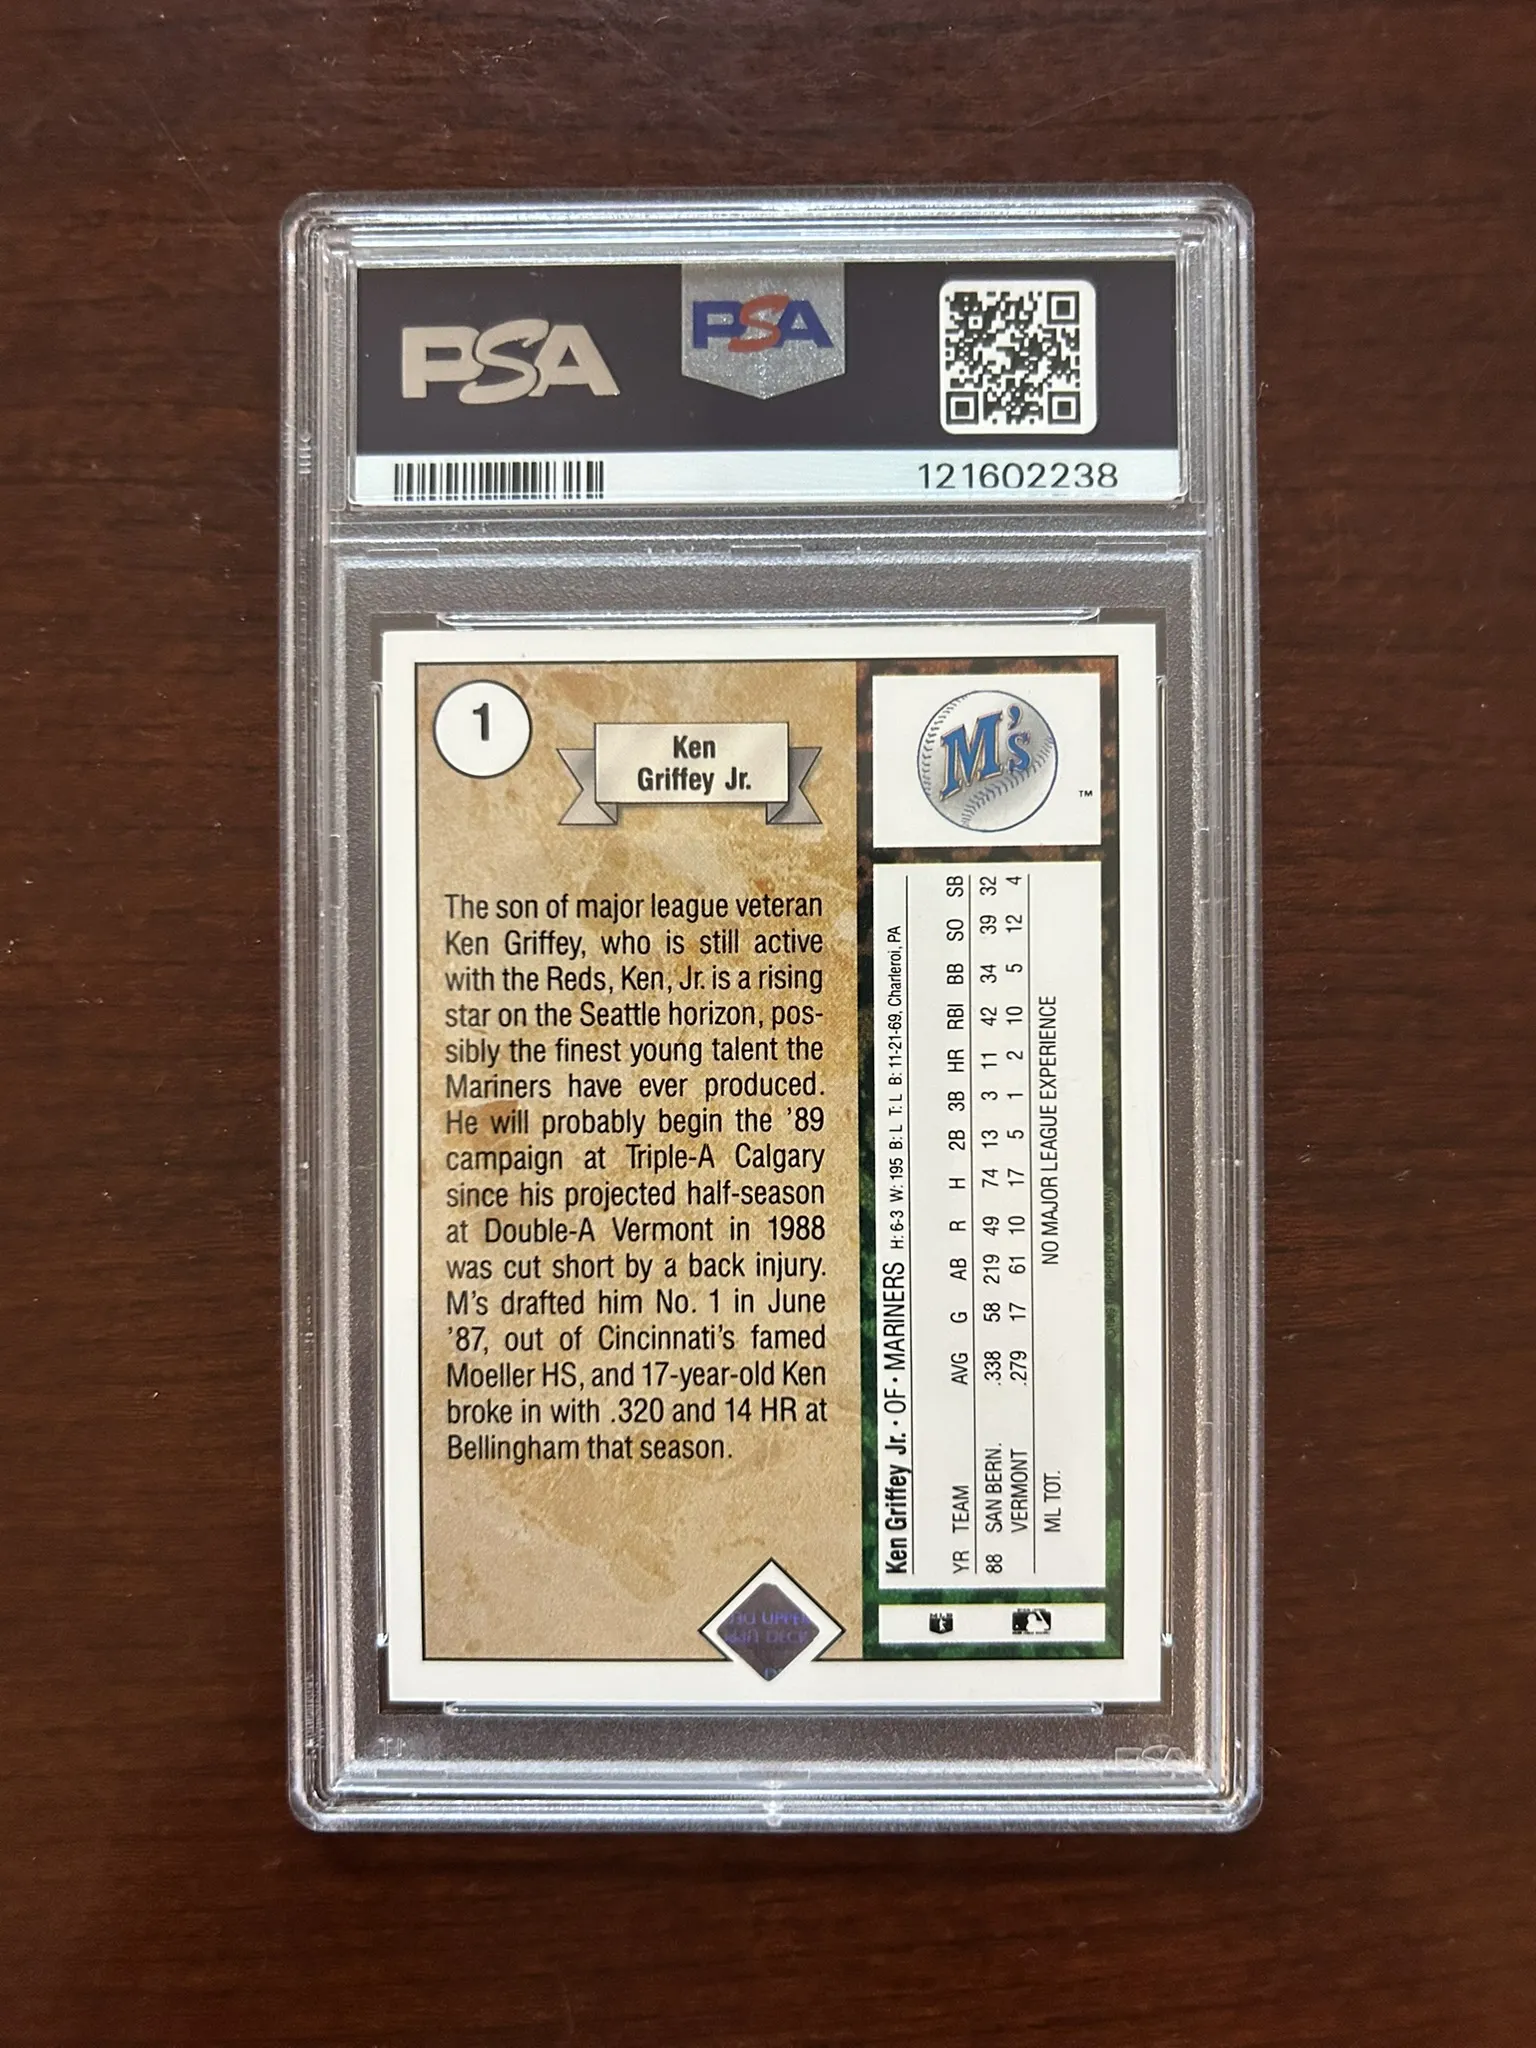 PSA
PSA
121602238
1
Ken
Griffey Jr.
The son of major league veteran
Ken Griffey, who is still active
with the Reds, Ken, Jr. is a rising
star on the Seattle horizon, pos-
sibly the finest young talent the
Mariners have ever produced.
He will probably begin the '89
campaign at Triple-A Calgary
since his projected half-season
at Double-A Vermont in 1988
was cut short by a back injury.
M's drafted him No. 1 in June
'87, out of Cincinnati's famed
Moeller HS, and 17-year-old Ken
broke in with .320 and 14 HR at
Bellingham that season.
M's
TM
Ken Griffey Jr. • OF • MARINERS H: 6-3 W: 195 B: L T: L B: 11-21-69, Charleroi, PA
YR TEAM AVG G AB R H 2B 3B HR RBI BB SO SB
88 SAN BERN. .338 58 219 49 74 13 3 11 42 34 39 32
VERMONT .279 17 61 10 17 5 1 2 10 5 12 4
ML TOT. NO MAJOR LEAGUE EXPERIENCE
UPPER
DECK
PSA